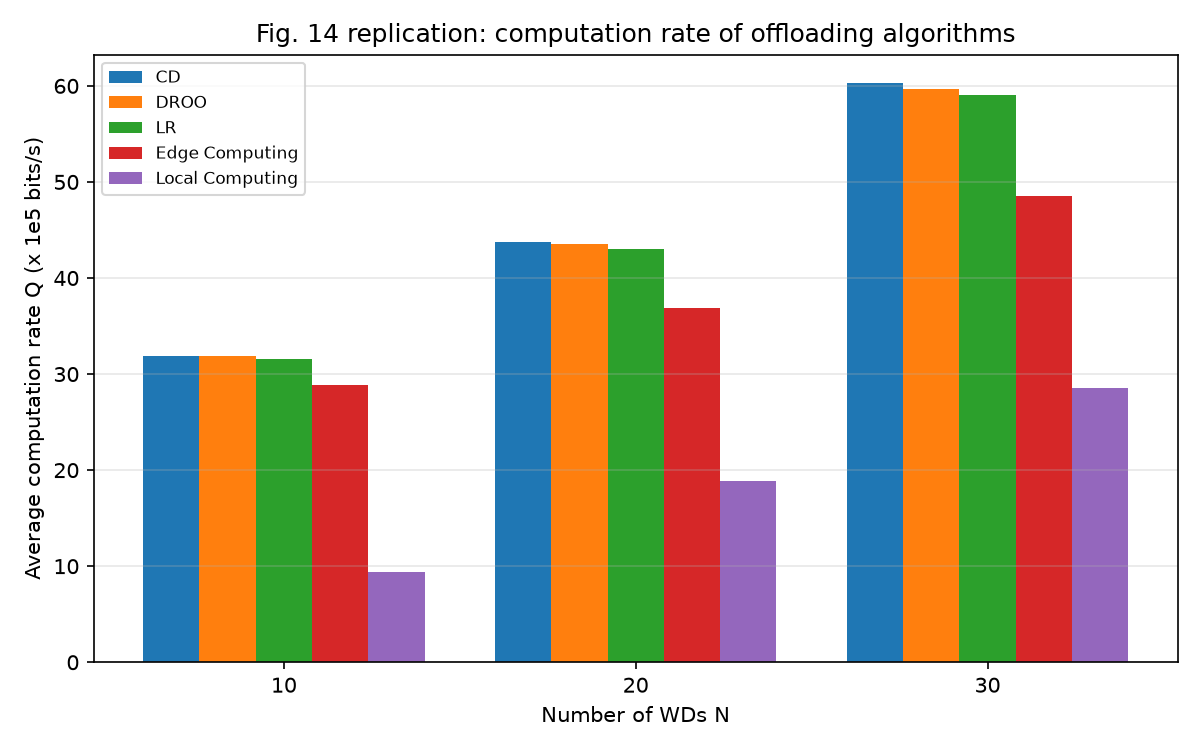 Fig. 14 replication: computation rate of offloading algorithms
CD
DROO
LR
Edge Computing
Local Computing
Average computation rate Q (x 1e5 bits/s)
60
50
40
30
20
10
0
10 20 30
Number of WDs N